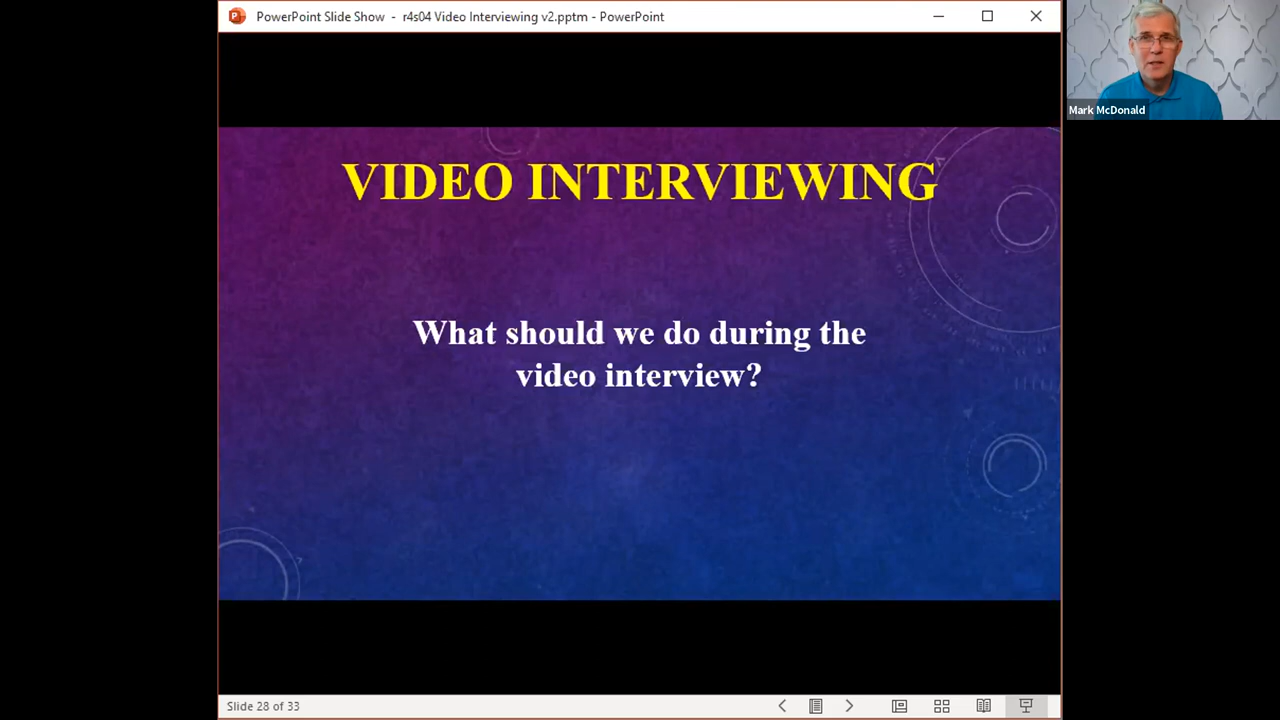 PowerPoint Slide Show - r4s04 Video Interviewing v2.pptm - PowerPoint
Mark McDonald
VIDEO INTERVIEWING
What should we do during the
video interview?
Slide 28 of 33